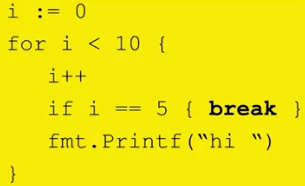 i := 0
for i < 10 {
i++
if i == 5 { break }
fmt.Printf(“hi “)
}